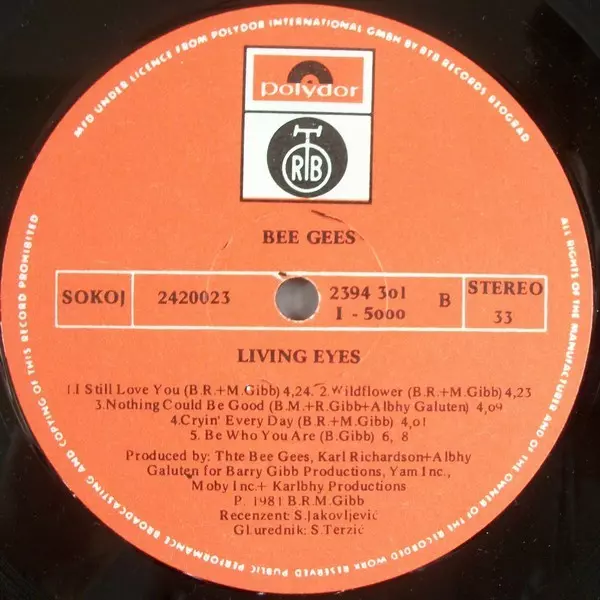 MFD UNDER LICENCE FROM POLYDOR INTERNATIONAL GMBH BY RTB RECORDS BEOGRAD
polydor
RTB
BEE GEES
SOKOJ
2420023
2394 3o1
I - 5ooo
B
STEREO
33
LIVING EYES
1.I Still Love You (B.R.+M.Gibb) 4,24. 2.Wildflower (B.R.+M.Gibb) 4,23
3.Nothing Could Be Good (B.M.+R.Gibb+Albhy Galuten) 4,o9
4.Cryin' Every Day (B.R.+M.Gibb) 4,o1
5. Be Who You Are (B.Gibb) 6, 8
Produced by: Thte Bee Gees, Karl Richardson+Albhy
Galuten for Barry Gibb Productions, Yam Inc.,
Moby Inc.+ Karlbhy Productions
P. 1981 B.R.M.Gibb
Recenzent: S.Jakovljević
Gl.urednik: S.Terzić
ALL RIGHTS OF THE MANUFACTURER AND OF THE OWNER OF THE RECORDED WORK RESERVED PUBLIC PERFORMANCE BROADCASTING AND COPYING OF THIS RECORD PROHIBITED